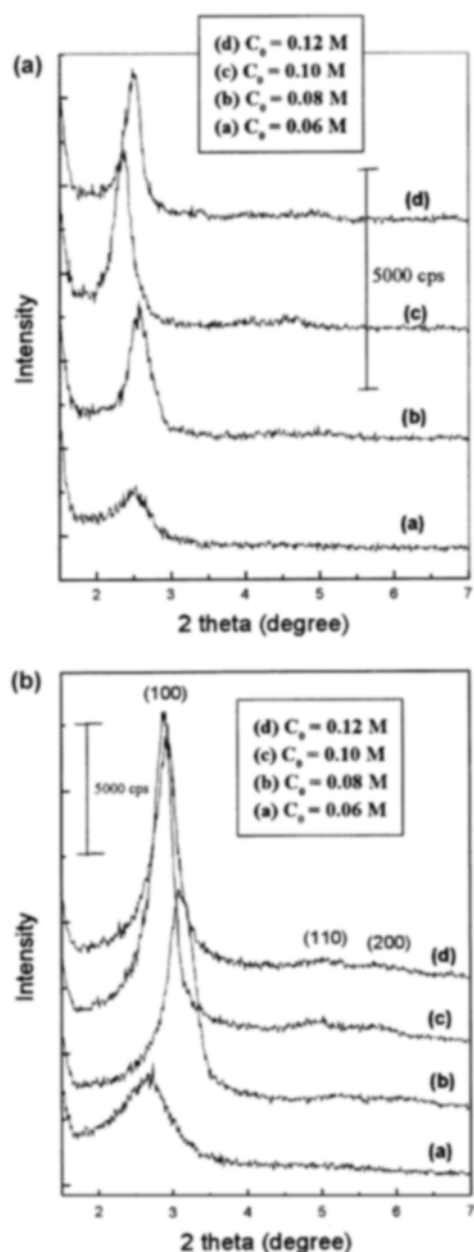 (a)
(d) C₀ = 0.12 M
(c) C₀ = 0.10 M
(b) C₀ = 0.08 M
(a) C₀ = 0.06 M
(d)
5000 cps
(c)
(b)
(a)
Intensity
2 3 4 5 6 7
2 theta (degree)
(b)
(100)
(d) C₀ = 0.12 M
(c) C₀ = 0.10 M
(b) C₀ = 0.08 M
(a) C₀ = 0.06 M
5000 cps
(110) (200)
(d)
(c)
(b)
(a)
Intensity
2 3 4 5 6 7
2 theta (degree)